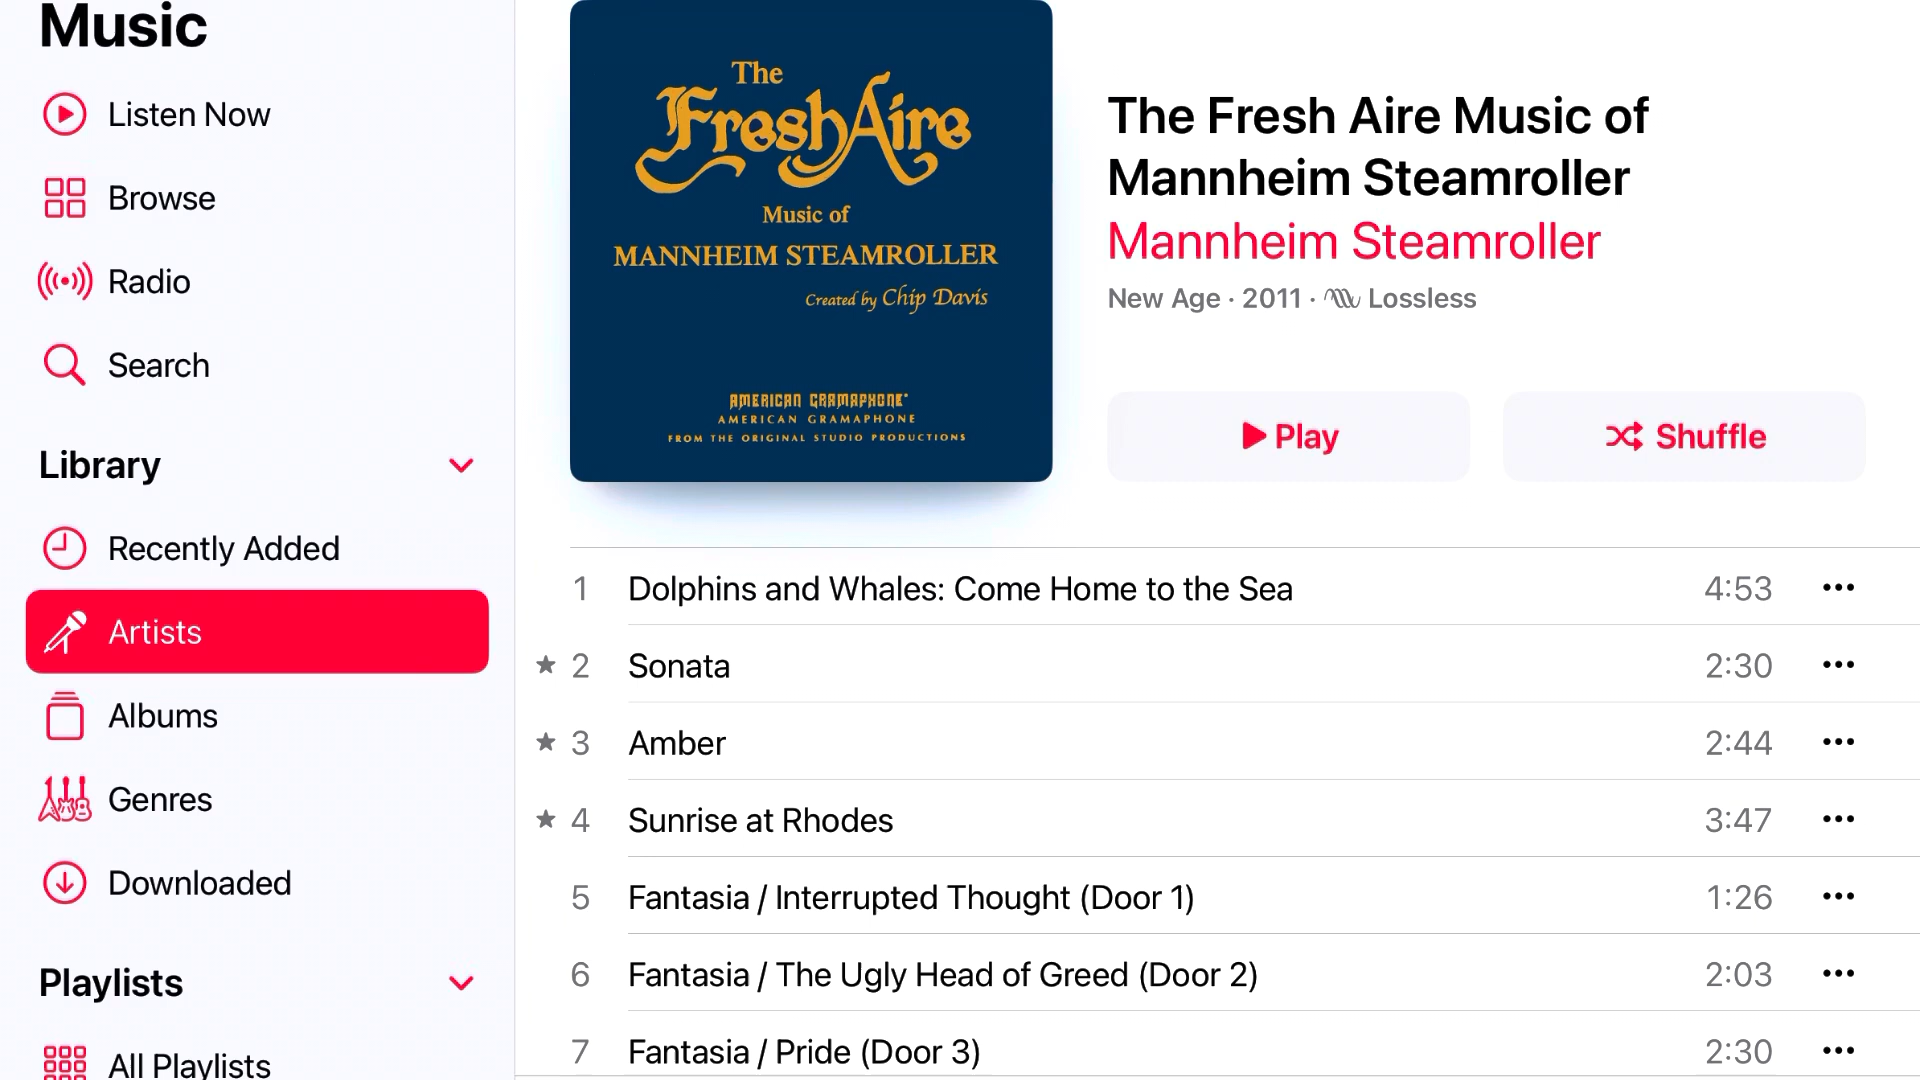 Music
Listen Now
Browse
Radio
Search
Library
Recently Added
Artists
Albums
Genres
Downloaded
Playlists
All Playlists
The
Fresh Aire
Music of
MANNHEIM STEAMROLLER
Created by Chip Davis
AMERICAN GRAMAPHONE
AMERICAN GRAMAPHONE
FROM THE ORIGINAL STUDIO PRODUCTIONS
The Fresh Aire Music of
Mannheim Steamroller
Mannheim Steamroller
New Age · 2011 · Lossless
Play
Shuffle
1 Dolphins and Whales: Come Home to the Sea 4:53
★ 2 Sonata 2:30
★ 3 Amber 2:44
★ 4 Sunrise at Rhodes 3:47
5 Fantasia / Interrupted Thought (Door 1) 1:26
6 Fantasia / The Ugly Head of Greed (Door 2) 2:03
7 Fantasia / Pride (Door 3) 2:30